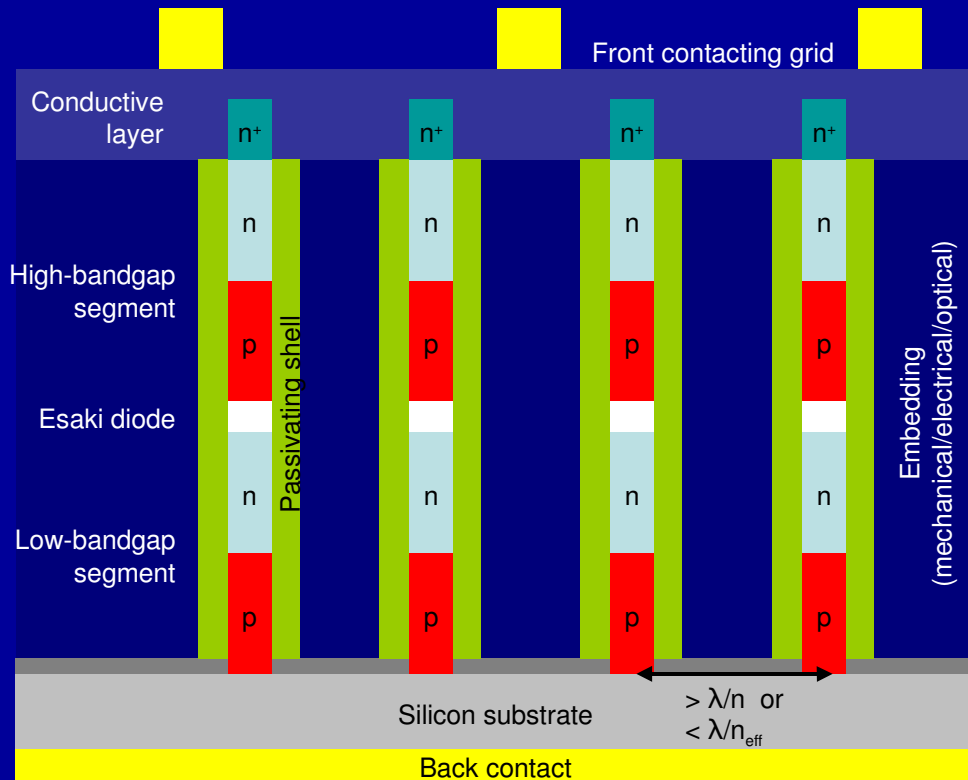 Front contacting grid
Conductive
layer
n+ n+ n+ n+
n n n n
High-bandgap
segment
p p p p
Passivating shell
Esaki diode
Embedding
(mechanical/electrical/optical)
n n n n
Low-bandgap
segment
p p p p
Silicon substrate
> λ/n or
< λ/neff
Back contact